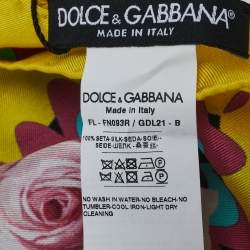 DOLCE & GABBANA
MADE IN ITALY
DOLCE & GABBANA
Made in Italy
FL - FN093R / GDL21 - B
100% SETA-SILK-SEDA-SOIE-
SEIDE-
NO WASH IN WATER-NO BLEACH-NO
TUMBLER-COOL IRON-LIGHT DRY
CLEANING